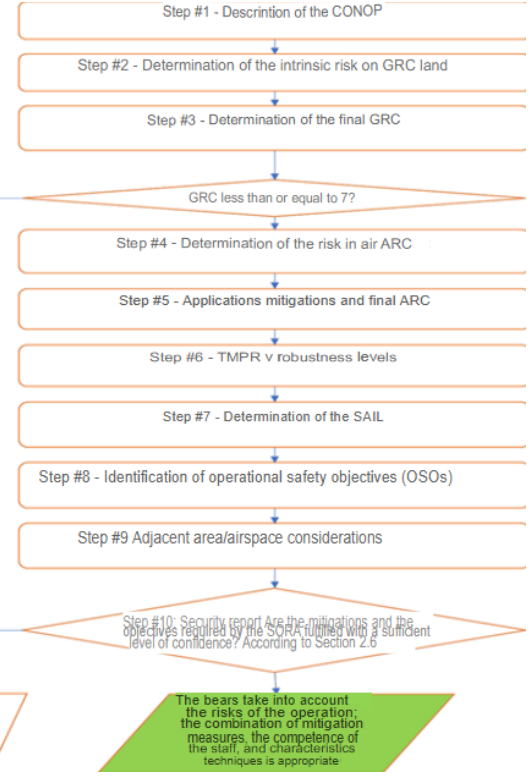 Step #1 - Descrintion of the CONOP
Step #2 - Determination of the intrinsic risk on GRC land
Step #3 - Determination of the final GRC
GRC less than or equal to 7?
Step #4 - Determination of the risk in air ARC
Step #5 - Applications mitigations and final ARC
Step #6 - TMPR v robustness levels
Step #7 - Determination of the SAIL
Step #8 - Identification of operational safety objectives (OSOs)
Step #9 Adjacent area/airspace considerations
Step #10: Security report Are the mitigations and the
objectives required by the SORA fulfilled with a sufficient
level of confidence? According to Section 2.6
The bears take into account
the risks of the operation;
the combination of mitigation
measures, the competence of
the staff, and characteristics
techniques is appropriate